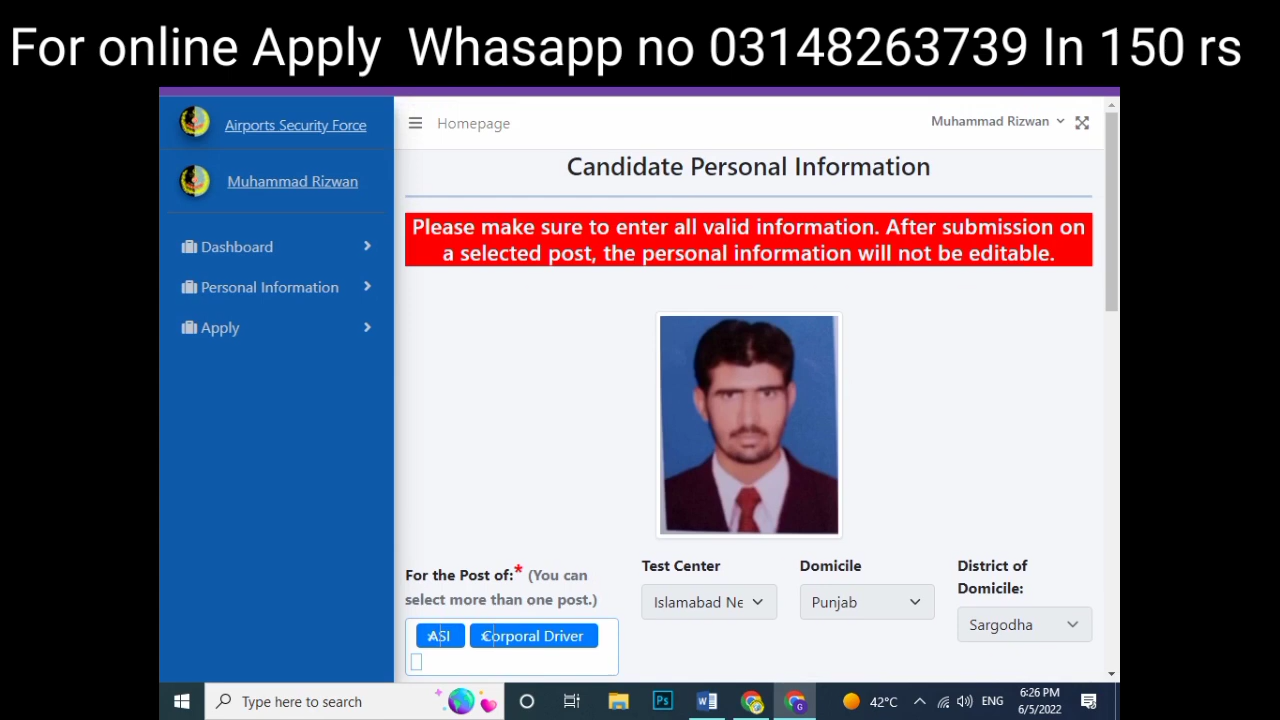 For online Apply  Whasapp no 03148263739 In 150 rs
Airports Security Force
Homepage
Muhammad Rizwan
Candidate Personal Information
Muhammad Rizwan
Please make sure to enter all valid information. After submission on
a selected post, the personal information will not be editable.
Dashboard
Personal Information
Apply
For the Post of:* (You can
select more than one post.)
ASI
Corporal Driver
Test Center
Islamabad Ne
Domicile
Punjab
District of
Domicile:
Sargodha
Type here to search
Ps
W
G
42°C
ENG
6:26 PM
6/5/2022